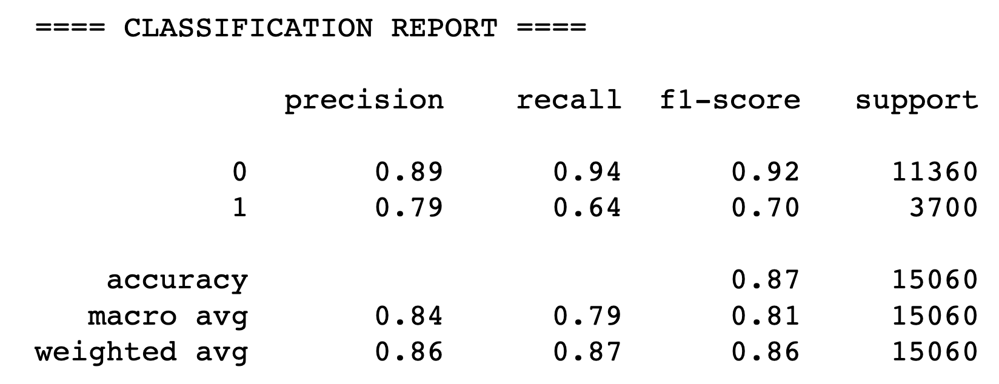 ==== CLASSIFICATION REPORT ====
precision recall f1-score support
0 0.89 0.94 0.92 11360
1 0.79 0.64 0.70 3700
accuracy 0.87 15060
macro avg 0.84 0.79 0.81 15060
weighted avg 0.86 0.87 0.86 15060